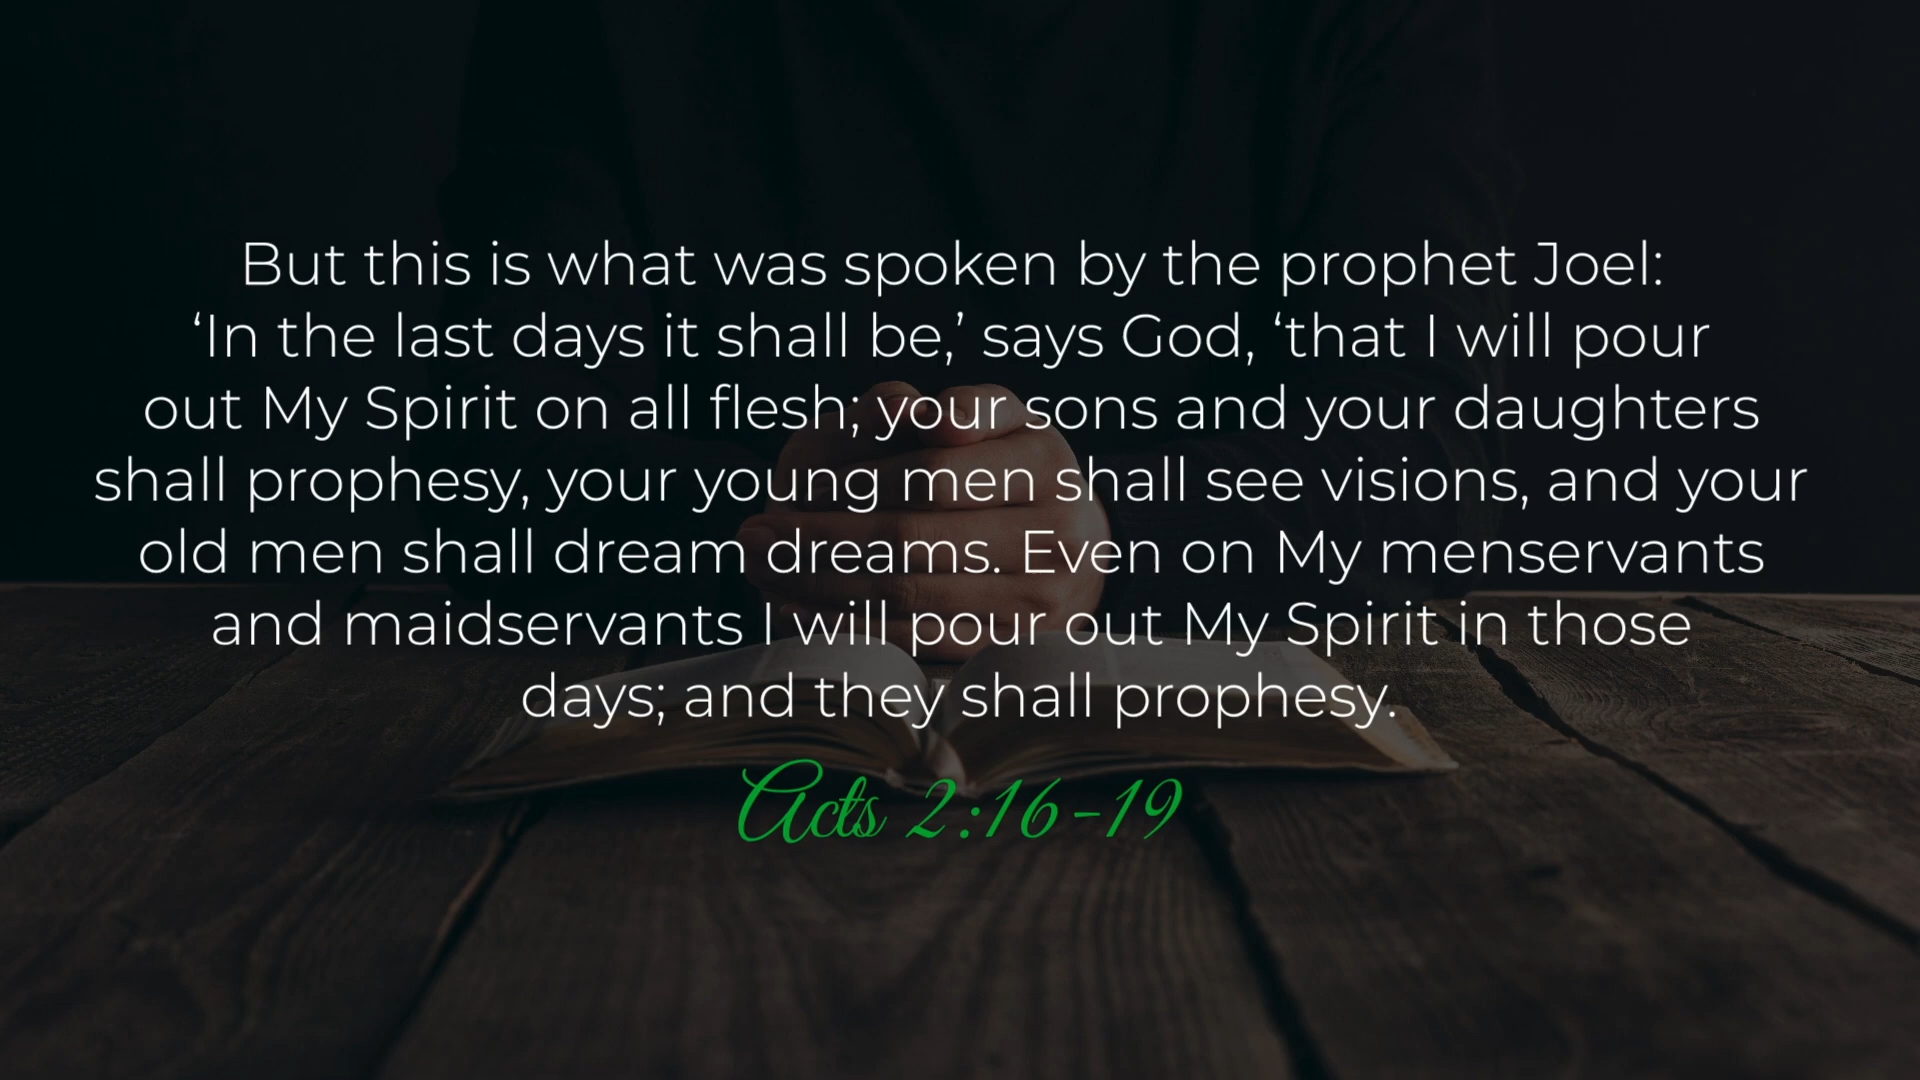 But this is what was spoken by the prophet Joel:
‘In the last days it shall be,’ says God, ‘that I will pour
out My Spirit on all flesh; your sons and your daughters
shall prophesy, your young men shall see visions, and your
old men shall dream dreams. Even on My menservants
and maidservants I will pour out My Spirit in those
days; and they shall prophesy.
Acts 2:16-19